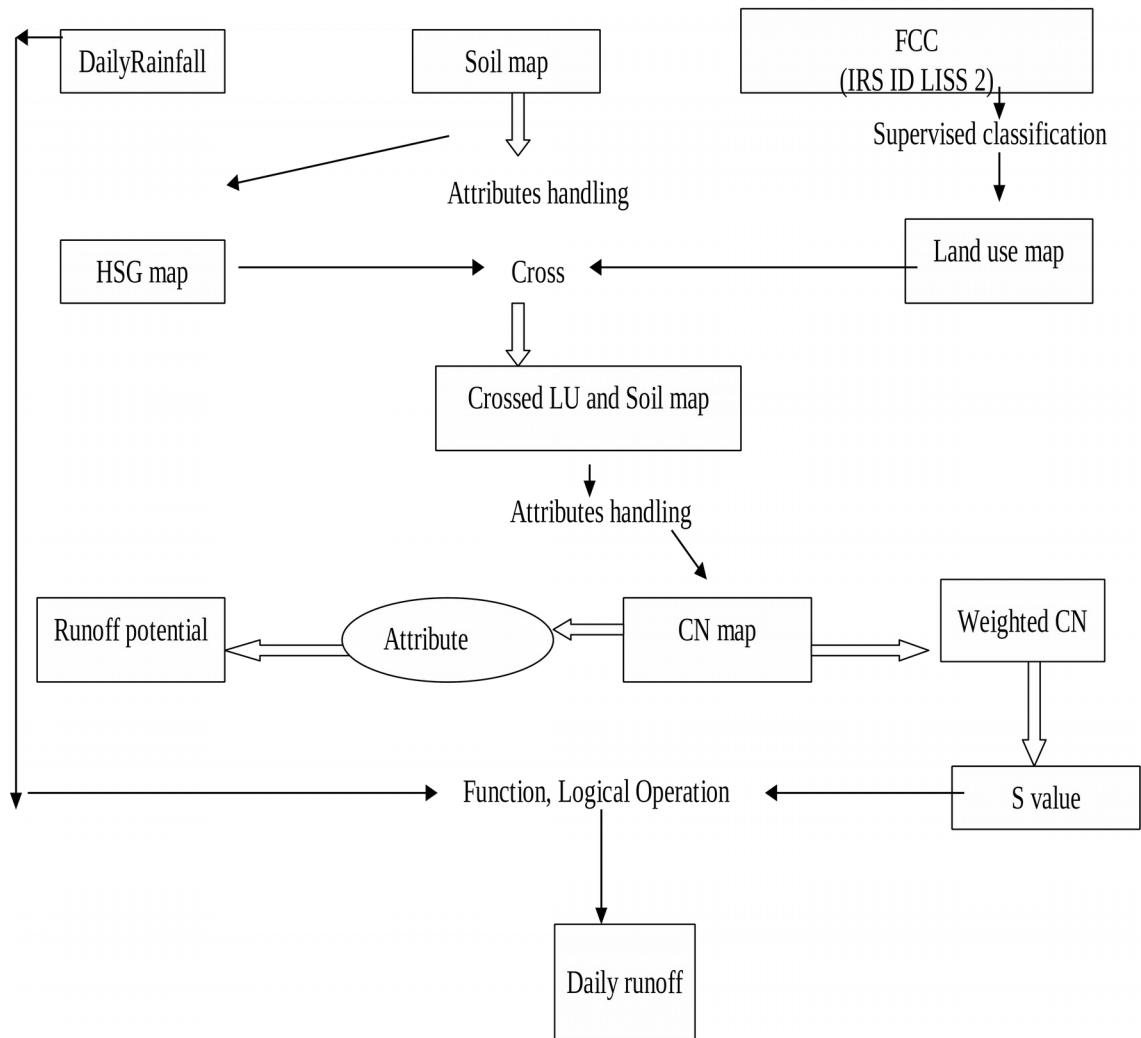 DailyRainfall
Soil map
FCC
(IRS ID LISS 2)
Supervised classification
Attributes handling
HSG map
Cross
Land use map
Crossed LU and Soil map
Attributes handling
Runoff potential
Attribute
CN map
Weighted CN
Function, Logical Operation
S value
Daily runoff